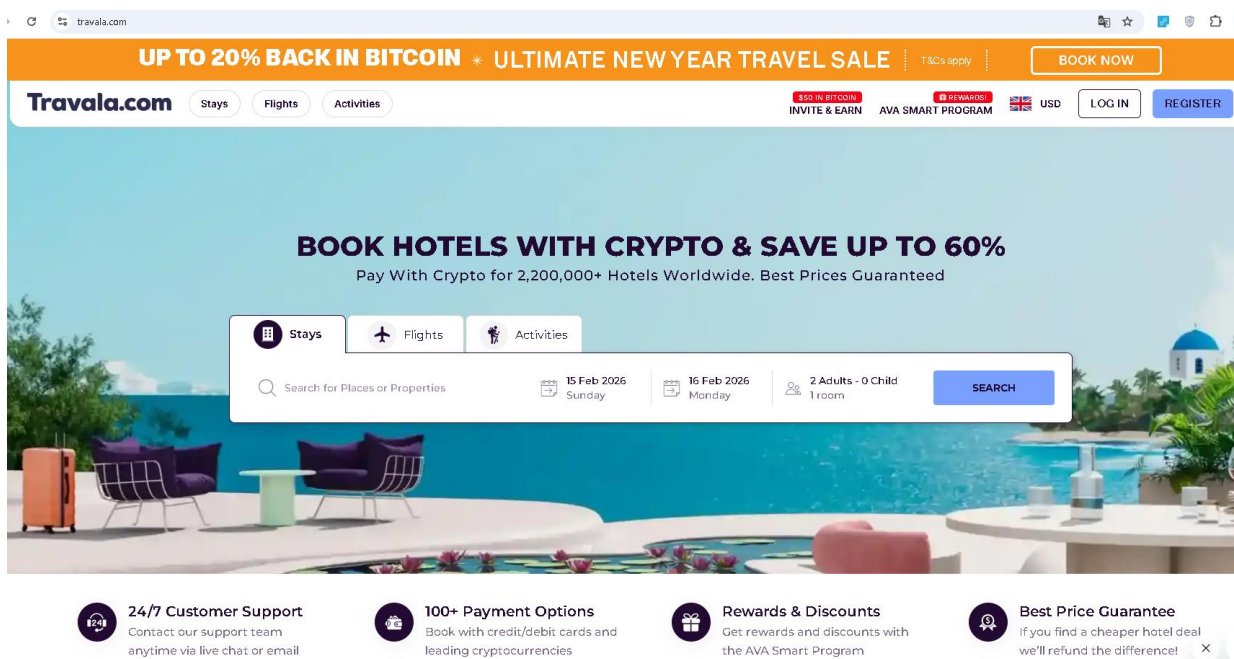 travala.com
UP TO 20% BACK IN BITCOIN * ULTIMATE NEW YEAR TRAVEL SALE T&Cs apply BOOK NOW
$50 IN BITCOIN REWARDS!
Travala.com Stays Flights Activities INVITE & EARN AVA SMART PROGRAM USD LOG IN REGISTER
BOOK HOTELS WITH CRYPTO & SAVE UP TO 60%
Pay With Crypto for 2,200,000+ Hotels Worldwide. Best Prices Guaranteed
Stays Flights Activities
Search for Places or Properties
15 Feb 2026
Sunday
16 Feb 2026
Monday
2 Adults - 0 Child
1 room
SEARCH
24/7 Customer Support
Contact our support team
anytime via live chat or email
100+ Payment Options
Book with credit/debit cards and
leading cryptocurrencies
Rewards & Discounts
Get rewards and discounts with
the AVA Smart Program
Best Price Guarantee
If you find a cheaper hotel deal
we'll refund the difference!